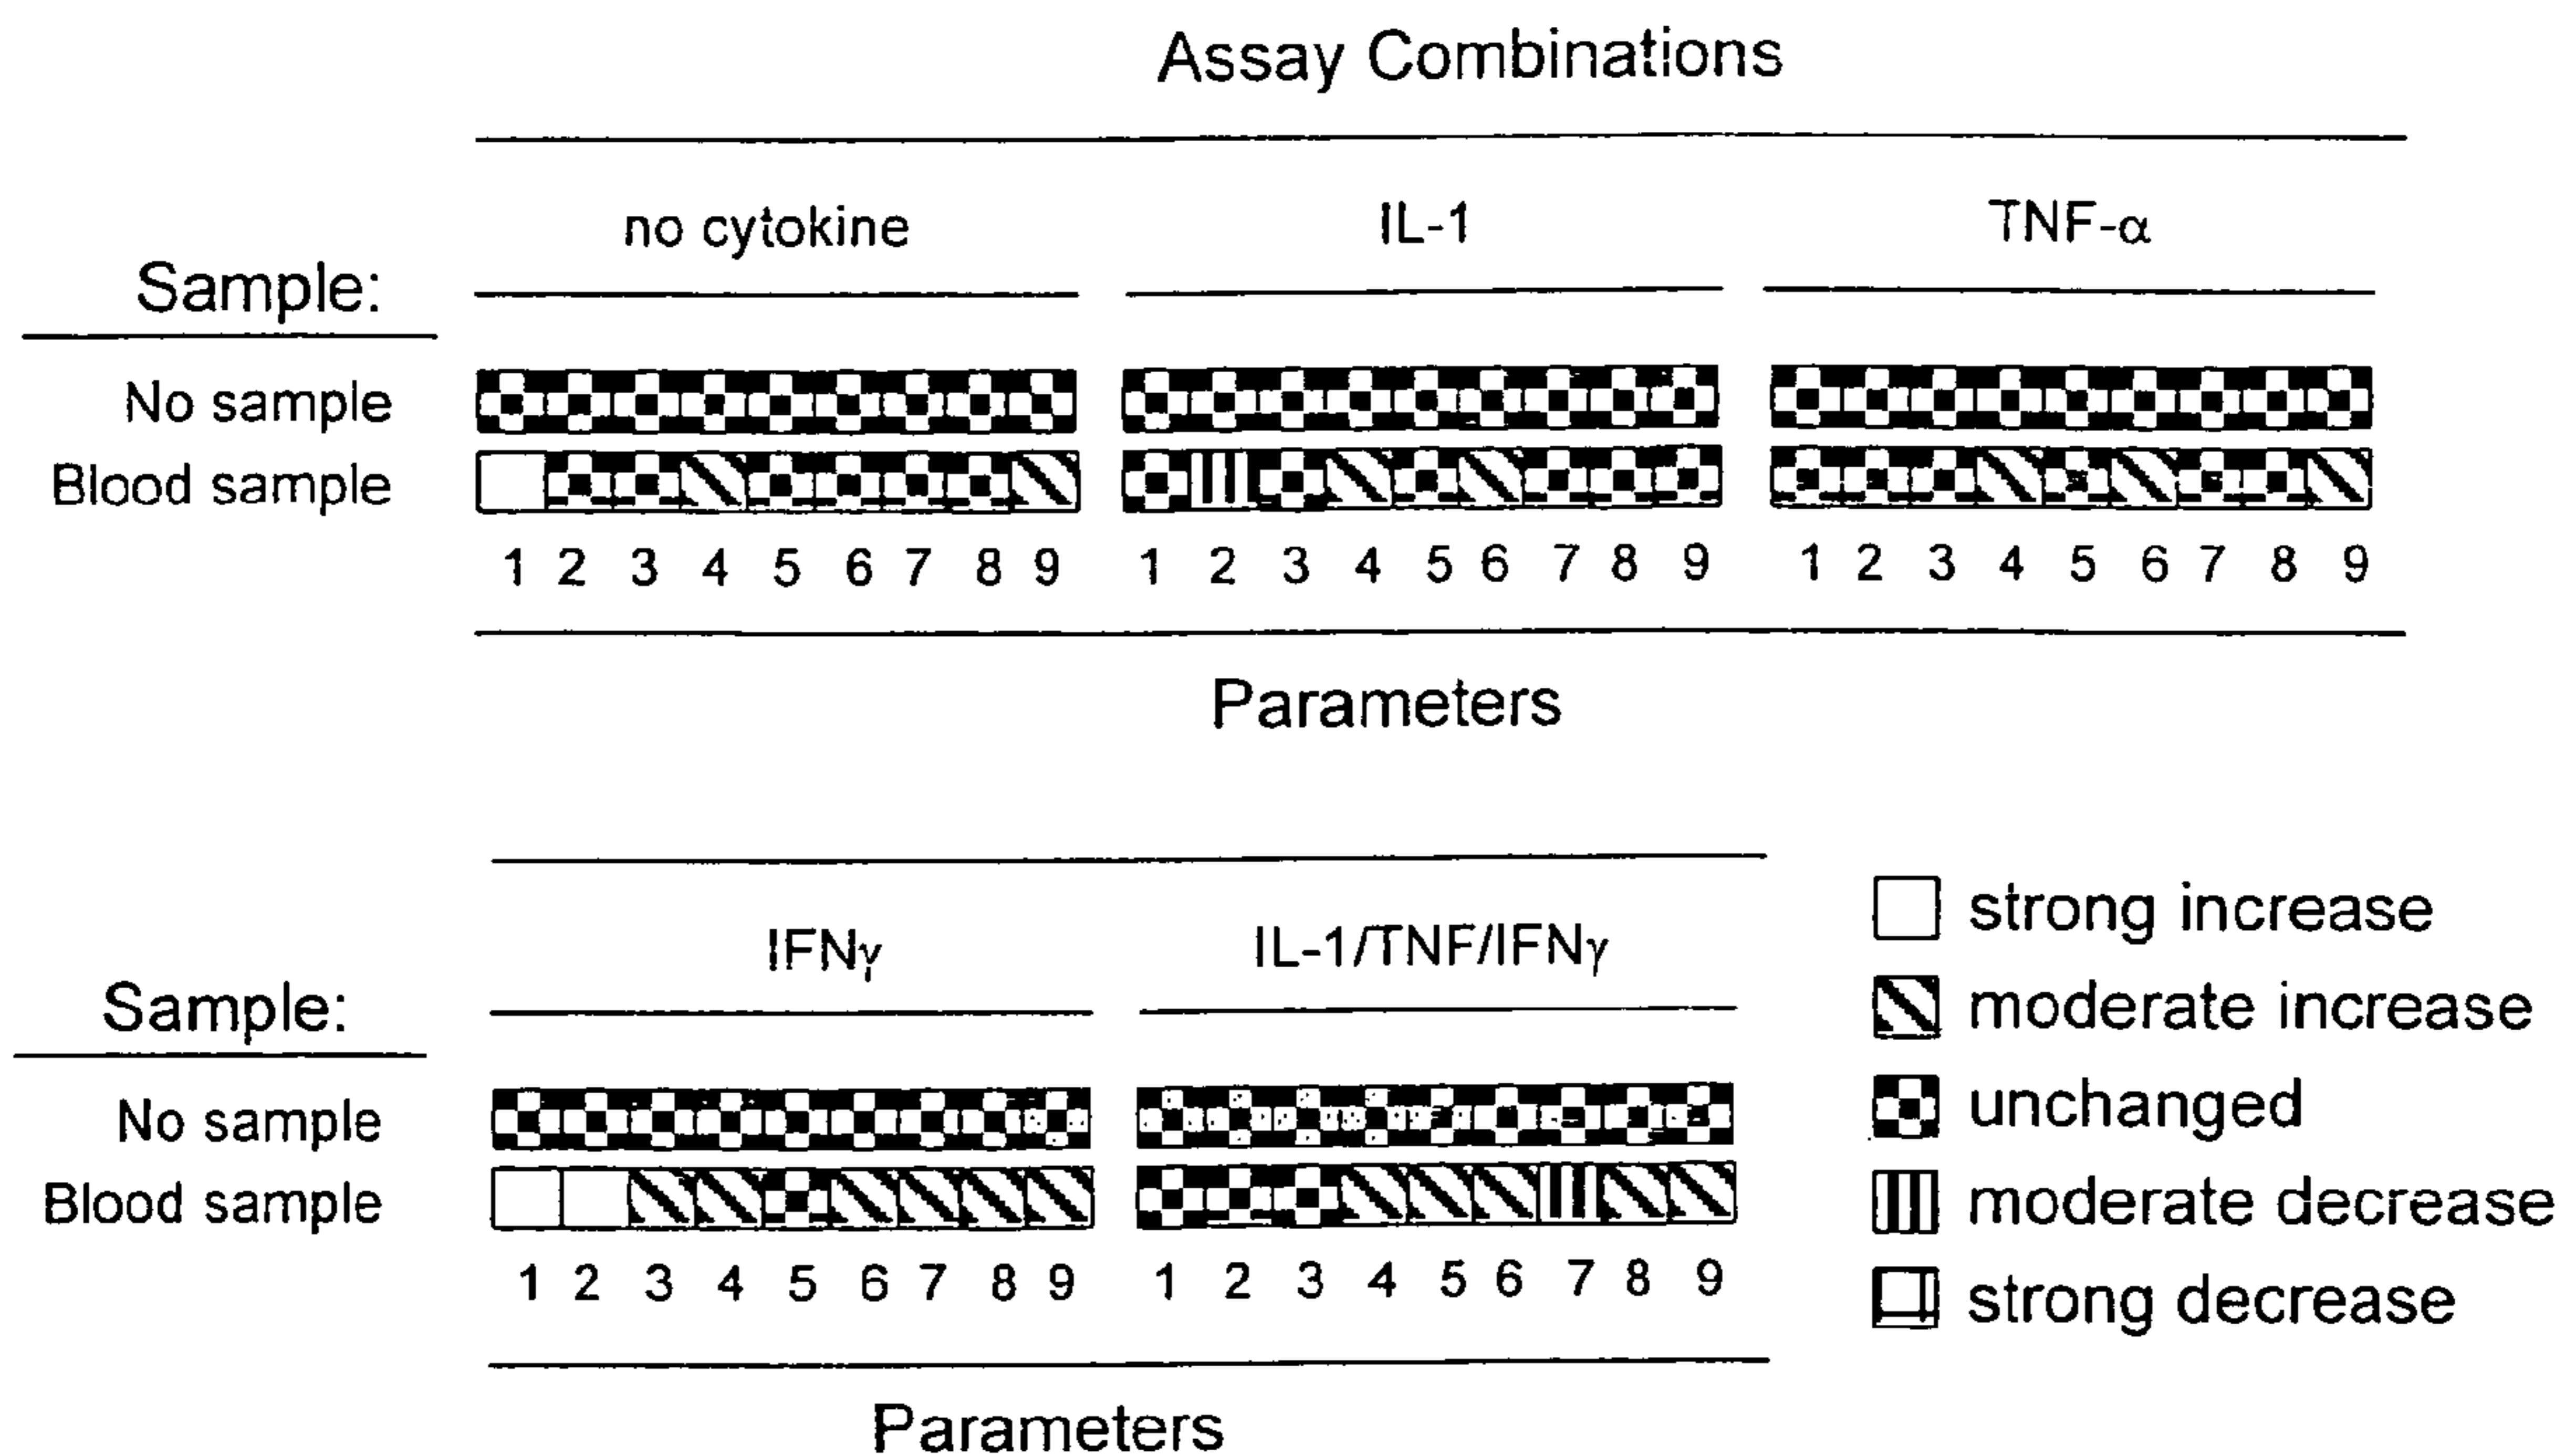 Assay Combinations
no cytokine IL-1 TNF-α
Sample:
No sample
Blood sample
1 2 3 4 5 6 7 8 9 1 2 3 4 5 6 7 8 9 1 2 3 4 5 6 7 8 9
Parameters
IFNγ IL-1/TNF/IFNγ
Sample:
No sample
Blood sample
1 2 3 4 5 6 7 8 9 1 2 3 4 5 6 7 8 9
Parameters
strong increase
moderate increase
unchanged
moderate decrease
strong decrease